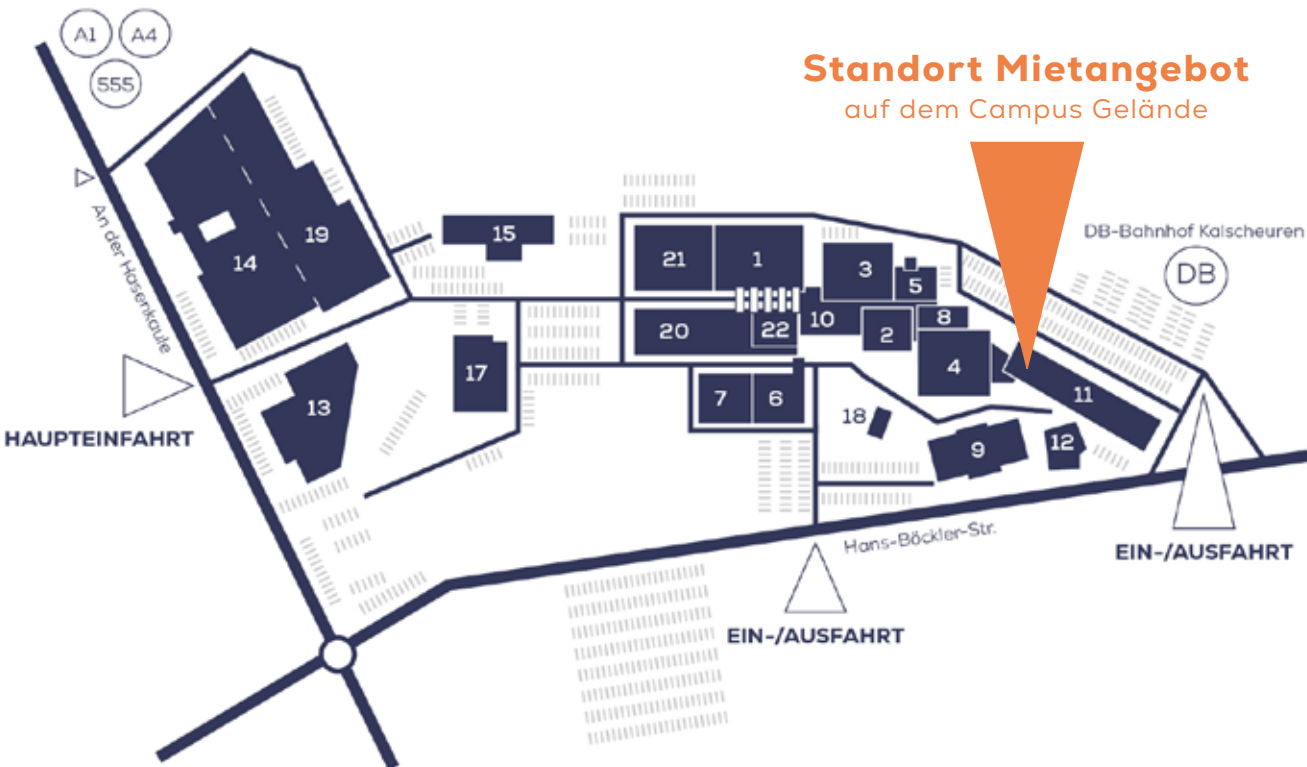 A1
A4
555
Standort Mietangebot
auf dem Campus Gelände
An der Hasenkaule
DB-Bahnhof Kalscheuren
DB
19
14
15
21
1
3
5
10
8
20
22
2
4
11
17
13
7
6
18
9
12
HAUPTEINFAHRT
Hans-Böckler-Str.
EIN-/AUSFAHRT
EIN-/AUSFAHRT